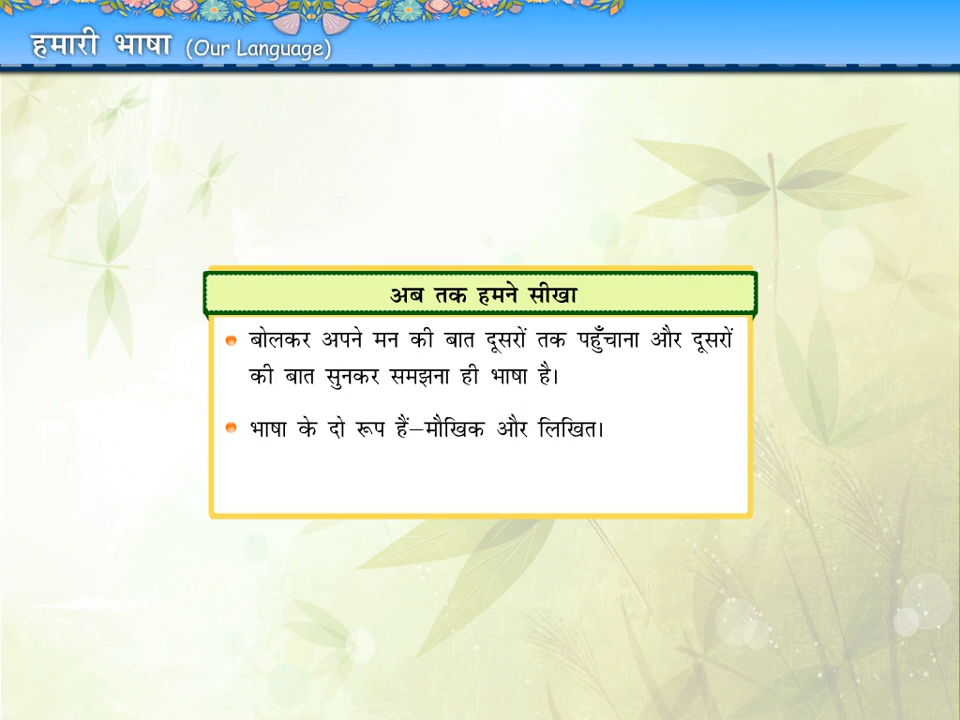 हमारी भाषा (Our Language)
अब तक हमने सीखा
बोलकर अपने मन की बात दूसरों तक पहुँचाना और दूसरों
की बात सुनकर समझना ही भाषा है।
भाषा के दो रूप हैं–मौखिक और लिखित।